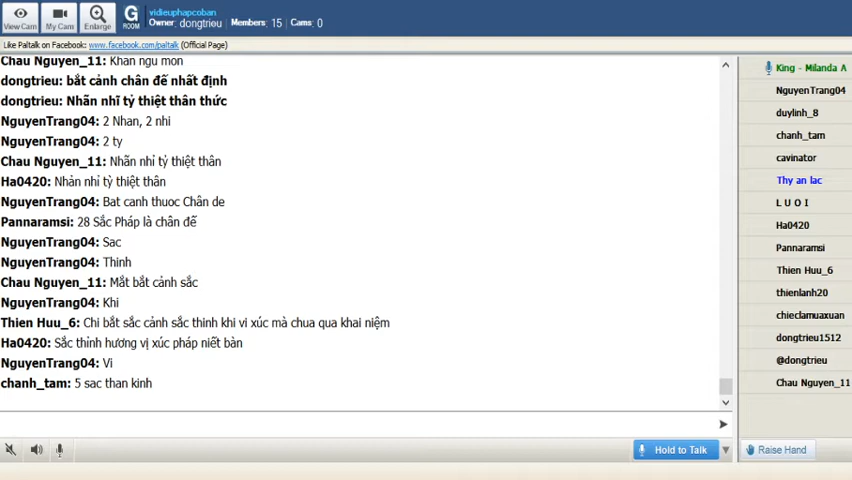 vidieuphapcoban
Owner: dongtrieu Members: 15 Cams: 0
View Cam My Cam Enlarge G ROOM
Like Paltalk on Facebook: www.facebook.com/paltalk (Official Page)
Chau Nguyen_11: Khan ngu mon
dongtrieu: bắt cảnh chân đế nhất định
dongtrieu: Nhãn nhĩ tỷ thiệt thân thức
NguyenTrang04: 2 Nhan, 2 nhi
NguyenTrang04: 2 ty
Chau Nguyen_11: Nhãn nhỉ tý thiệt thân
Ha0420: Nhản nhỉ tỳ thiệt thân
NguyenTrang04: Bat canh thuoc Chân de
Pannaramsi: 28 Sắc Pháp là chân đế
NguyenTrang04: Sac
NguyenTrang04: Thinh
Chau Nguyen_11: Mắt bắt cảnh sắc
NguyenTrang04: Khi
Thien Huu_6: Chi bắt sắc cảnh sắc thinh khi vi xúc mà chua qua khai niệm
Ha0420: Sắc thỉnh hương vị xúc pháp niết bàn
NguyenTrang04: Vi
chanh_tam: 5 sac than kinh
Hold to Talk
Raise Hand
King - Milanda A
NguyenTrang04
duylinh_8
chanh_tam
cavinator
Thy an lac
L U O I
Ha0420
Pannaramsi
Thien Huu_6
thienlanh20
chieclamuaxuan
dongtrieu1512
@dongtrieu
Chau Nguyen_11